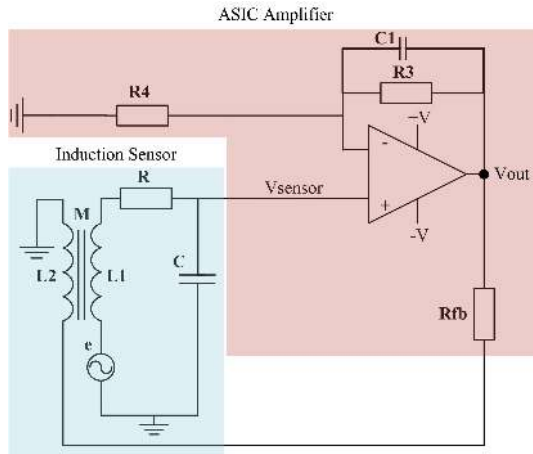 ASIC Amplifier
C1
R3
R4
+V
-
Vout
+
-V
Induction Sensor
R
Vsensor
M
C
L2
L1
e
Rfb